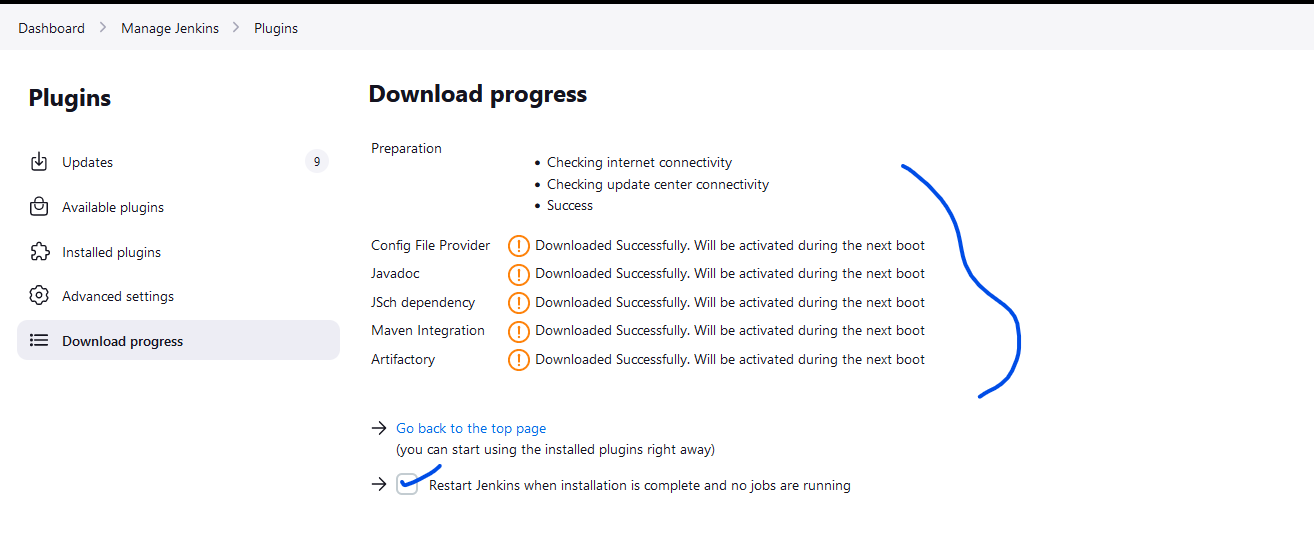 Dashboard > Manage Jenkins > Plugins
Plugins
Updates 9
Available plugins
Installed plugins
Advanced settings
Download progress
Download progress
Preparation
• Checking internet connectivity
• Checking update center connectivity
• Success
Config File Provider Downloaded Successfully. Will be activated during the next boot
Javadoc Downloaded Successfully. Will be activated during the next boot
JSch dependency Downloaded Successfully. Will be activated during the next boot
Maven Integration Downloaded Successfully. Will be activated during the next boot
Artifactory Downloaded Successfully. Will be activated during the next boot
→ Go back to the top page
(you can start using the installed plugins right away)
→ Restart Jenkins when installation is complete and no jobs are running